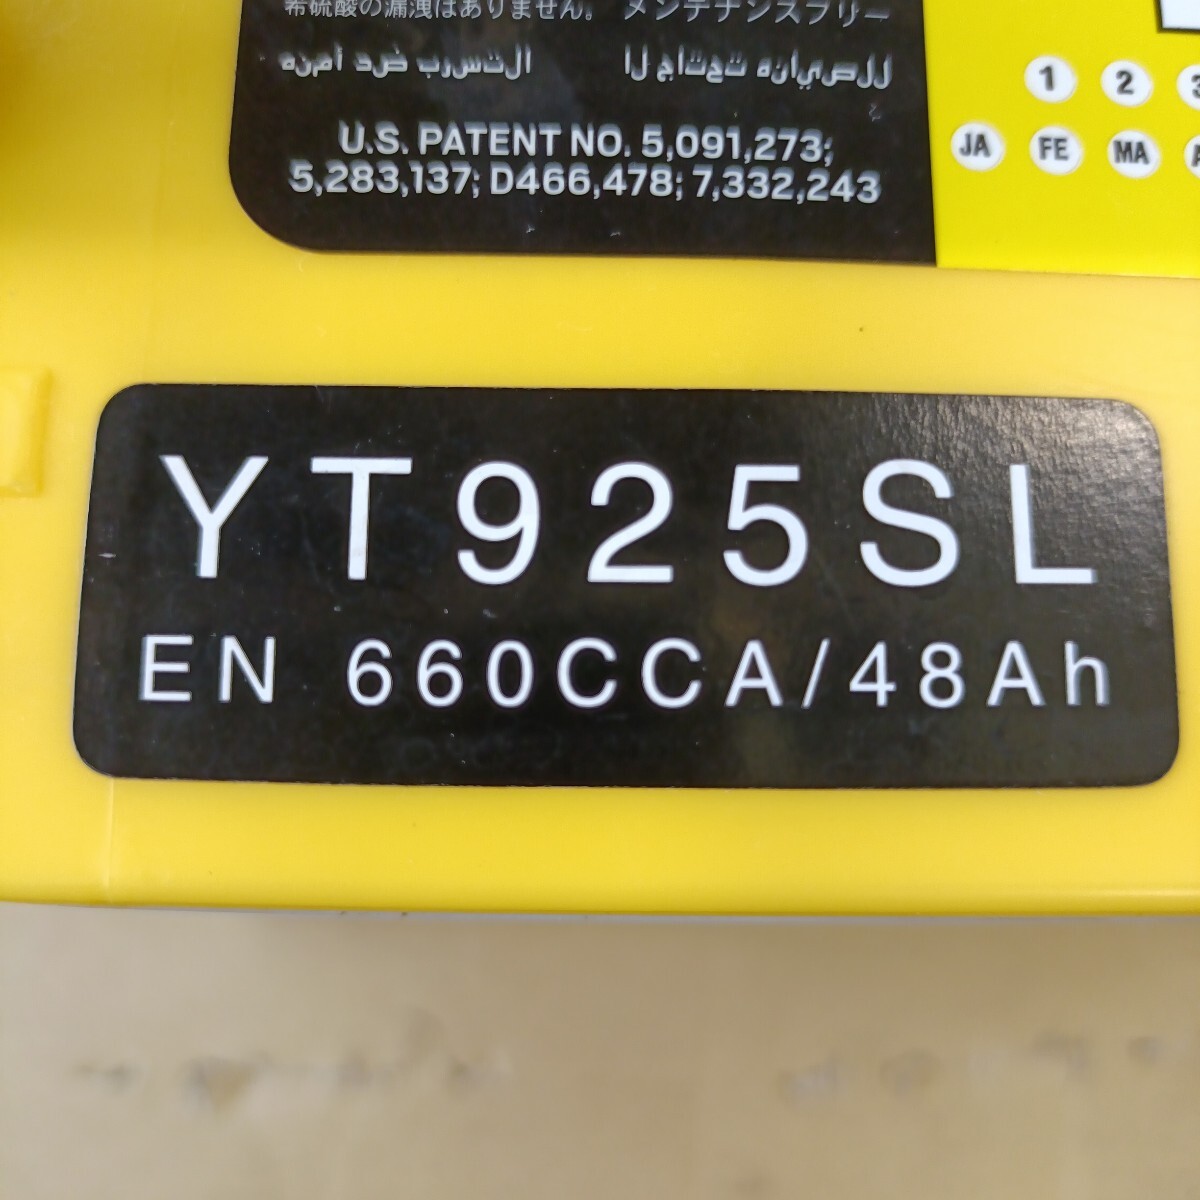 希硫酸の漏洩はありません。 メンテナンスフリー
U.S. PATENT NO. 5,091,273;
5,283,137; D466,478; 7,332,243
1 2 3
JA FE MA
YT925SL
EN 660CCA/48Ah